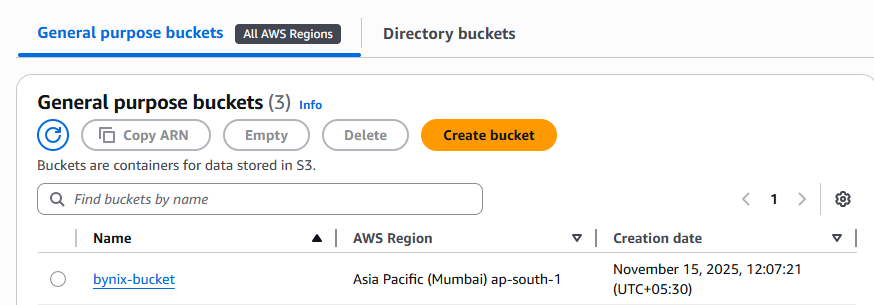 General purpose buckets All AWS Regions Directory buckets
General purpose buckets (3) Info
Copy ARN Empty Delete Create bucket
Buckets are containers for data stored in S3.
Find buckets by name 1
Name AWS Region Creation date
bynix-bucket Asia Pacific (Mumbai) ap-south-1 November 15, 2025, 12:07:21
(UTC+05:30)